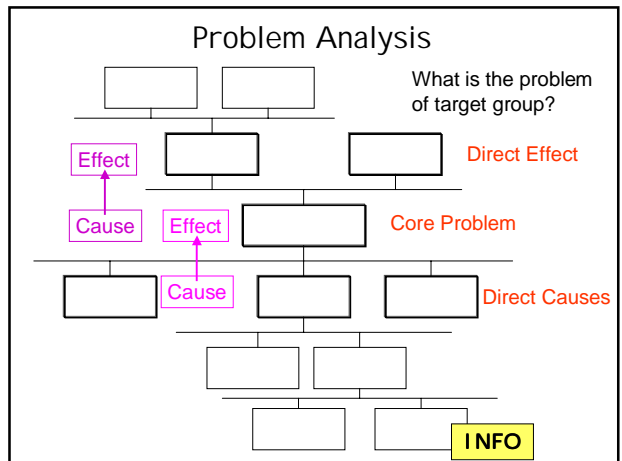 Problem Analysis
What is the problem
of target group?
Effect
Direct Effect
Cause
Effect
Core Problem
Cause
Direct Causes
INFO